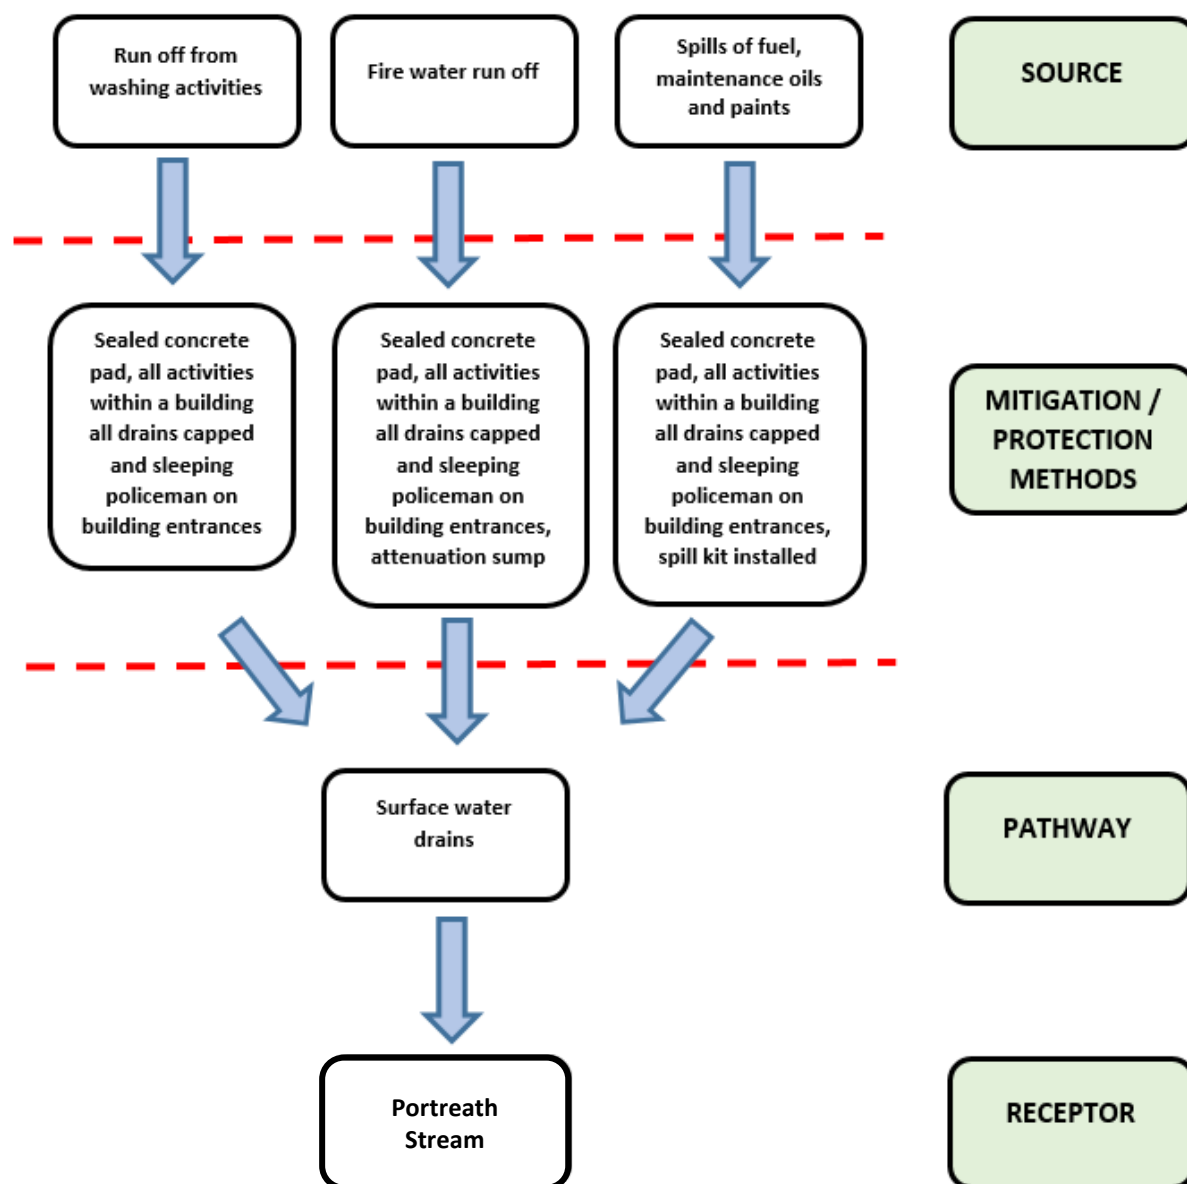 Run off from
washing activities
Fire water run off
Spills of fuel,
maintenance oils
and paints
SOURCE
Sealed concrete
pad, all activities
within a building
all drains capped
and sleeping
policeman on
building entrances
Sealed concrete
pad, all activities
within a building
all drains capped
and sleeping
policeman on
building entrances,
attenuation sump
Sealed concrete
pad, all activities
within a building
all drains capped
and sleeping
policeman on
building entrances,
spill kit installed
MITIGATION /
PROTECTION
METHODS
Surface water
drains
PATHWAY
Portreath
Stream
RECEPTOR